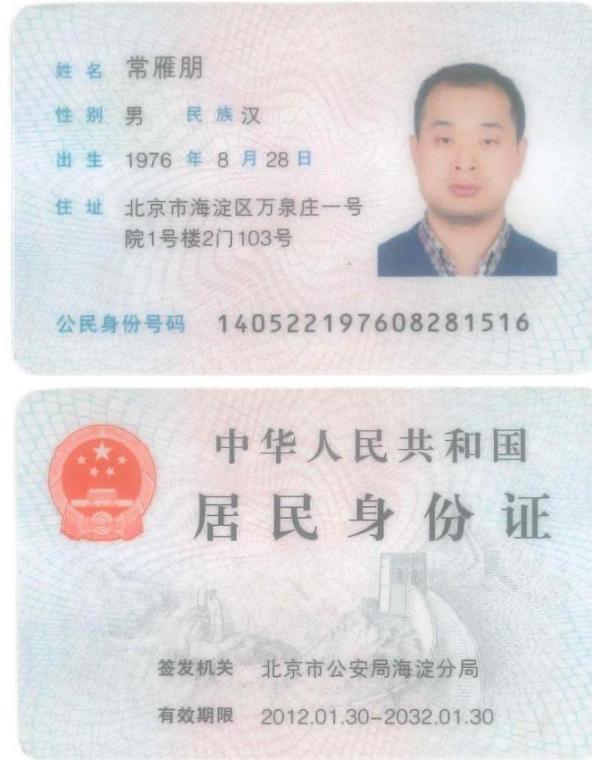 姓名 常雁朋
性别 男 民族 汉
出生 1976 年 8 月 28 日
住址 北京市海淀区万泉庄一号
院1号楼2门103号
公民身份号码 140522197608281516
中华人民共和国
居民身份证
签发机关 北京市公安局海淀分局
有效期限 2012.01.30-2032.01.30